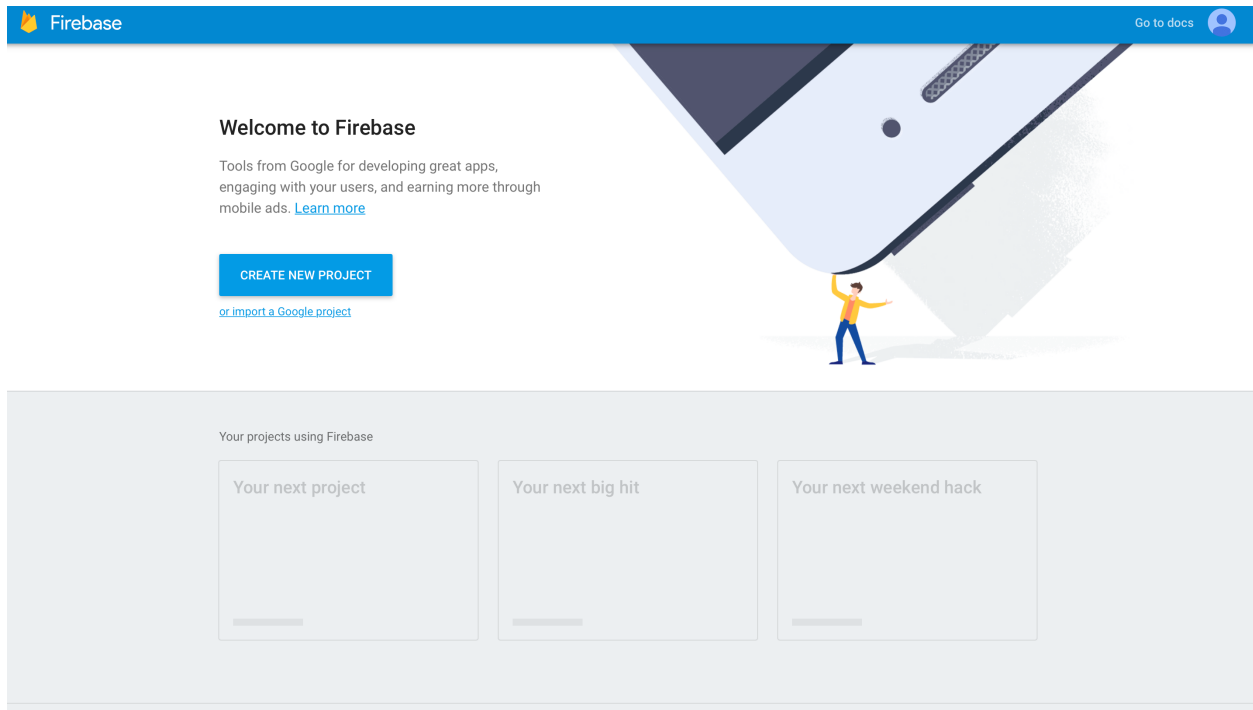 Firebase
Go to docs
Welcome to Firebase
Tools from Google for developing great apps,
engaging with your users, and earning more through
mobile ads. Learn more
CREATE NEW PROJECT
or import a Google project
Your projects using Firebase
Your next project
Your next big hit
Your next weekend hack